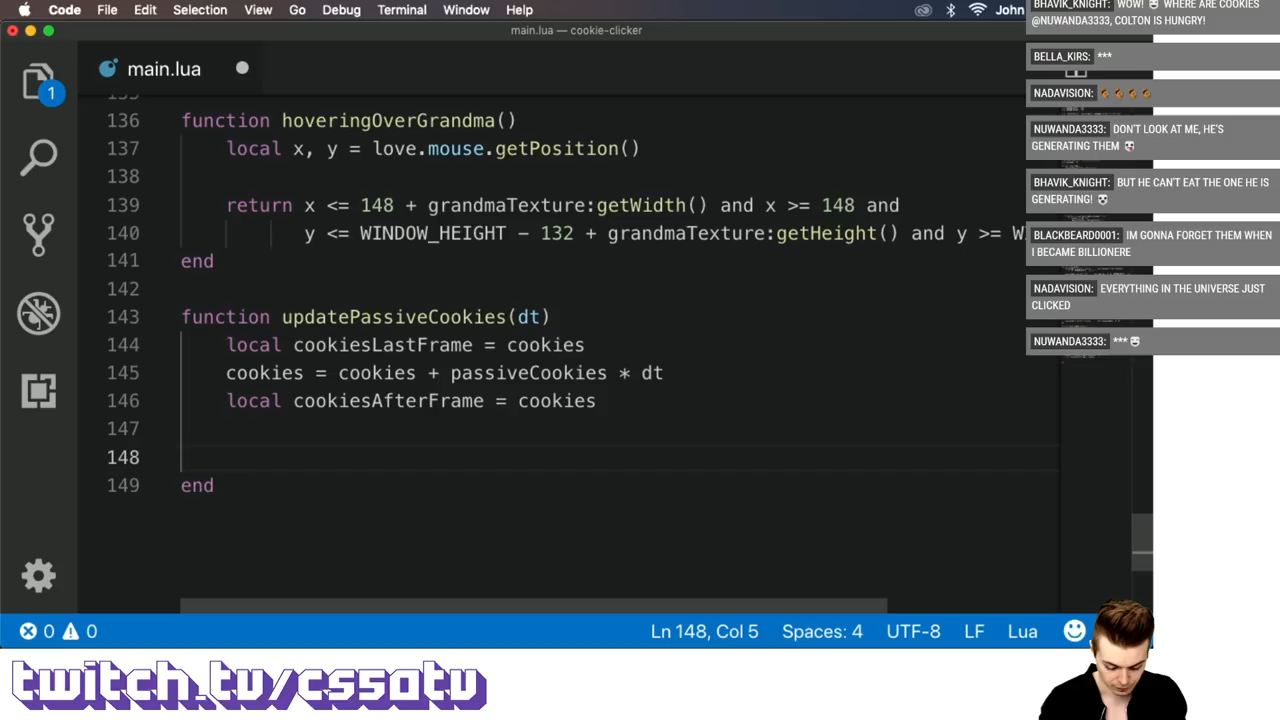 Code File Edit Selection View Go Debug Terminal Window Help John
main.lua — cookie-clicker
main.lua
1
136 function hoveringOverGrandma()
137 local x, y = love.mouse.getPosition()
138
139 return x <= 148 + grandmaTexture:getWidth() and x >= 148 and
140 y <= WINDOW_HEIGHT - 132 + grandmaTexture:getHeight() and y >=
141 end
142
143 function updatePassiveCookies(dt)
144 local cookiesLastFrame = cookies
145 cookies = cookies + passiveCookies * dt
146 local cookiesAfterFrame = cookies
147
148
149 end
0 0 Ln 148, Col 5 Spaces: 4 UTF-8 LF Lua
BHAVIK_KNIGHT: WOW! WHERE ARE COOKIES
@NUWANDA3333, COLTON IS HUNGRY!
BELLA_KIRS: ***
NADAVISION:
NUWANDA3333: DON'T LOOK AT ME, HE'S
GENERATING THEM
BHAVIK_KNIGHT: BUT HE CAN'T EAT THE ONE HE IS
GENERATING!
BLACKBEARD0001: IM GONNA FORGET THEM WHEN
I BECAME BILLIONERE
NADAVISION: EVERYTHING IN THE UNIVERSE JUST
CLICKED
NUWANDA3333: ***
twitch.tv/cs50tv